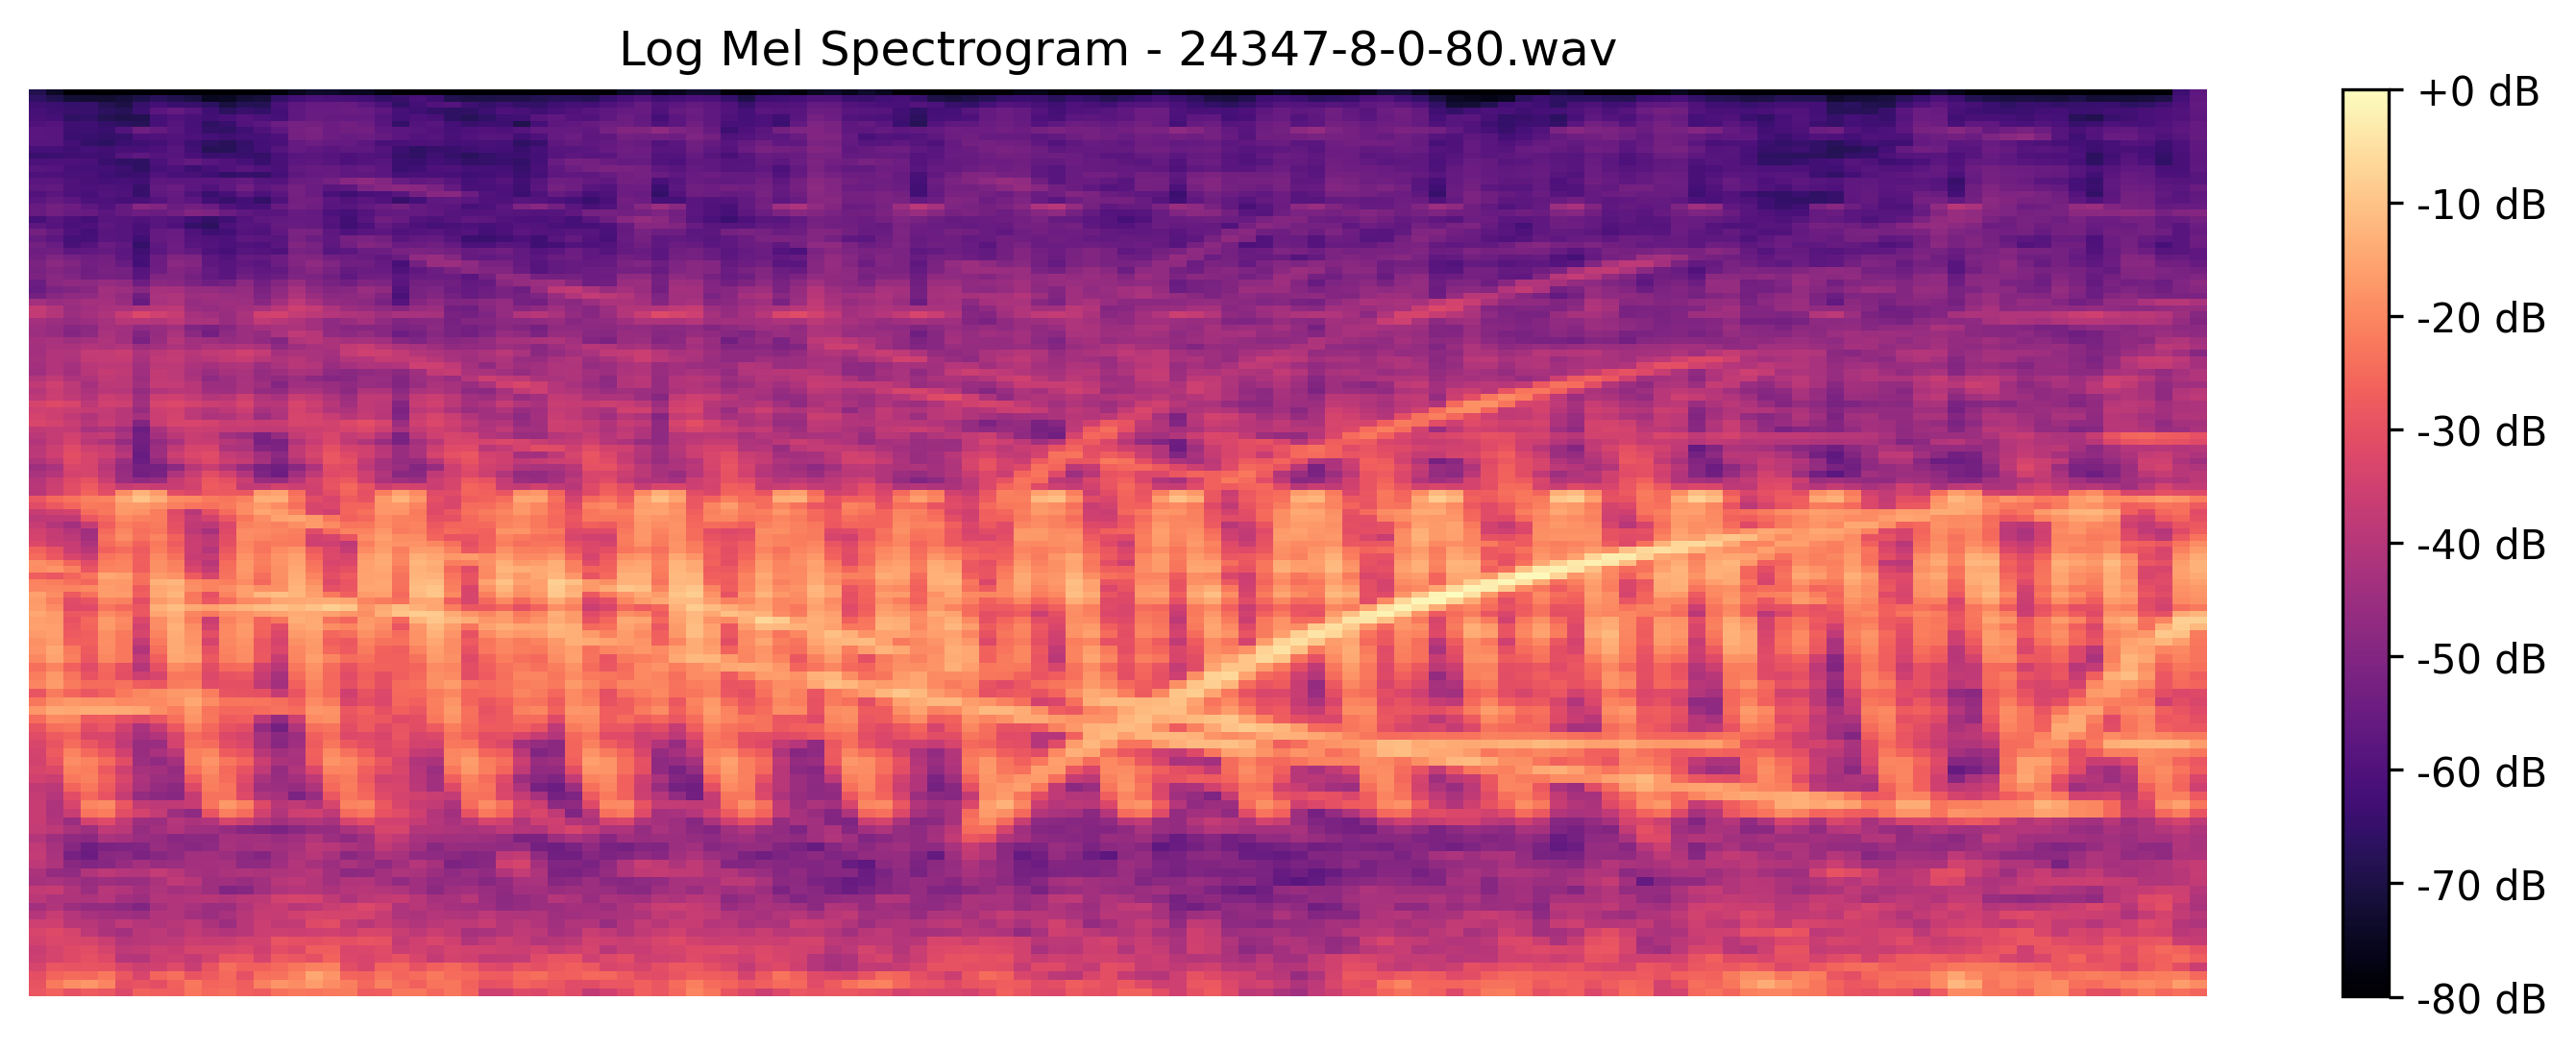 Log Mel Spectrogram - 24347-8-0-80.wav
+0 dB
-10 dB
-20 dB
-30 dB
-40 dB
-50 dB
-60 dB
-70 dB
-80 dB